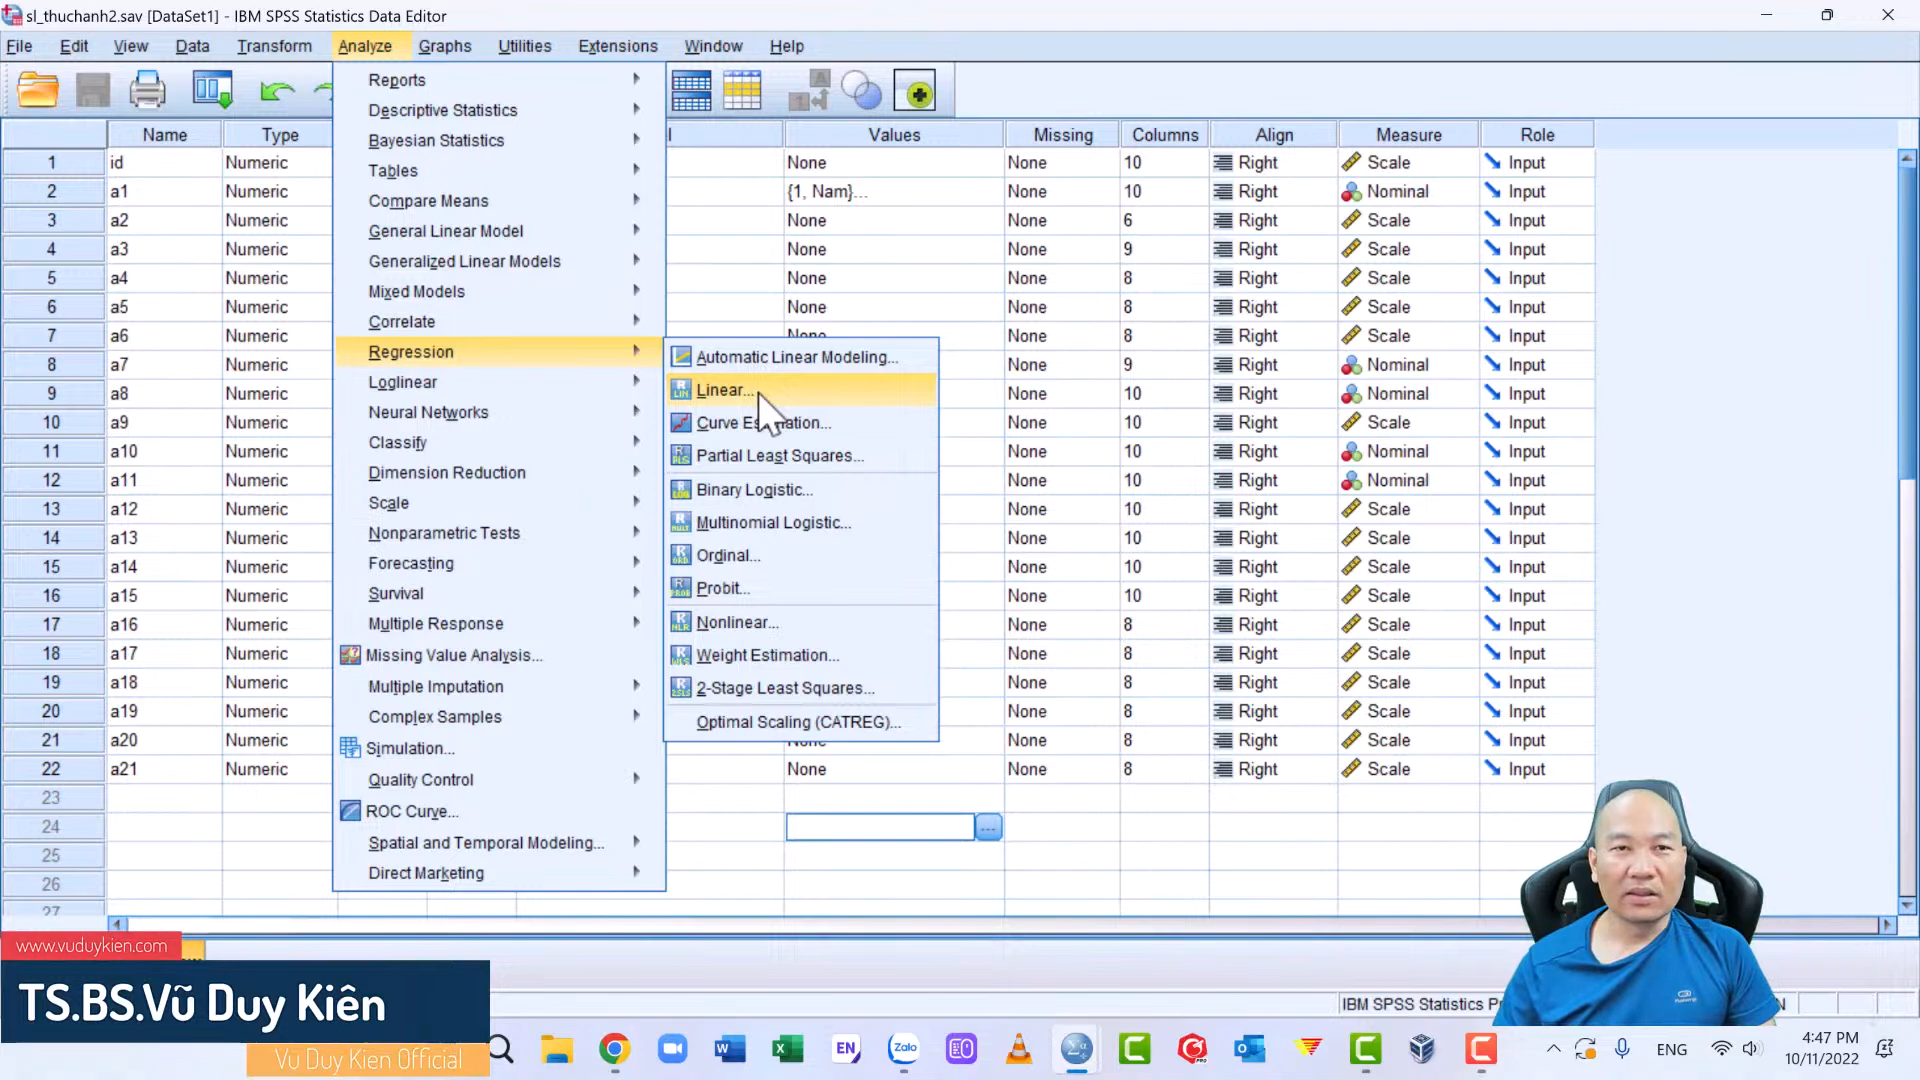 sl_thuchanh2.sav [DataSet1] - IBM SPSS Statistics Data Editor
File Edit View Data Transform Analyze Graphs Utilities Extensions Window Help
Name Type Values Missing Columns Align Measure Role
1 id Numeric None None 10 Right Scale Input
2 a1 Numeric {1, Nam}... None 10 Right Nominal Input
3 a2 Numeric None None 6 Right Scale Input
4 a3 Numeric None None 9 Right Scale Input
5 a4 Numeric None None 8 Right Scale Input
6 a5 Numeric None None 8 Right Scale Input
7 a6 Numeric None None 8 Right Scale Input
8 a7 Numeric None 9 Right Nominal Input
9 a8 Numeric None 10 Right Nominal Input
10 a9 Numeric None 10 Right Scale Input
11 a10 Numeric None 10 Right Nominal Input
12 a11 Numeric None 10 Right Nominal Input
13 a12 Numeric None 10 Right Scale Input
14 a13 Numeric None 10 Right Scale Input
15 a14 Numeric None 10 Right Scale Input
16 a15 Numeric None 10 Right Scale Input
17 a16 Numeric None 8 Right Scale Input
18 a17 Numeric None 8 Right Scale Input
19 a18 Numeric None 8 Right Scale Input
20 a19 Numeric None 8 Right Scale Input
21 a20 Numeric None None 8 Right Scale Input
22 a21 Numeric None None 8 Right Scale Input
23
24 ...
25
26
27
Reports
Descriptive Statistics
Bayesian Statistics
Tables
Compare Means
General Linear Model
Generalized Linear Models
Mixed Models
Correlate
Regression
Loglinear
Neural Networks
Classify
Dimension Reduction
Scale
Nonparametric Tests
Forecasting
Survival
Multiple Response
Missing Value Analysis...
Multiple Imputation
Complex Samples
Simulation...
Quality Control
ROC Curve...
Spatial and Temporal Modeling...
Direct Marketing
Automatic Linear Modeling...
Linear...
Curve Estimation...
Partial Least Squares...
Binary Logistic...
Multinomial Logistic...
Ordinal...
Probit...
Nonlinear...
Weight Estimation...
2-Stage Least Squares...
Optimal Scaling (CATREG)...
www.vuduykien.com
TS.BS.Vũ Duy Kiên
Vu Duy Kien Official
IBM SPSS Statistics
EN Zalo
ENG
4:47 PM
10/11/2022